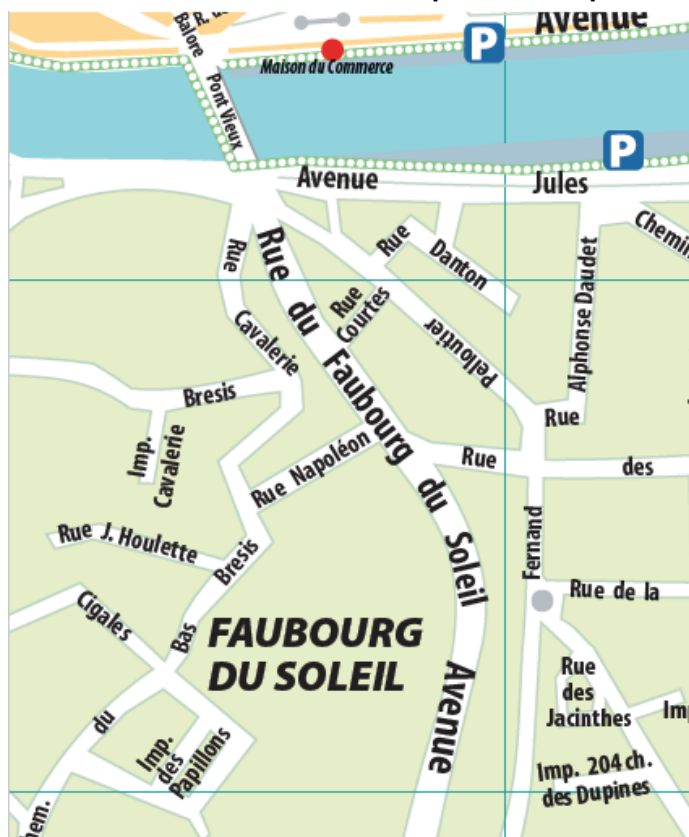 Balore
Avenue
P
Maison du Commerce
Pont Vieux
P
Avenue Jules
Rue
Danton
Chemin
Rue
Cavalerie
Rue du Faubourg du Soleil
Rue
Courtes
Pelloutier
Alphonse Daudet
Rue
Bresis
Imp.
Cavalerie
Rue Napoléon
Rue des
Fernand
Rue J. Houlette
Bas Bresis
Rue de la
Cigales
FAUBOURG
DU SOLEIL
Avenue
Rue
des
Jacinthes
Imp
du
Imp.
des
Papillons
Imp. 204 ch.
des Dupines
hem.